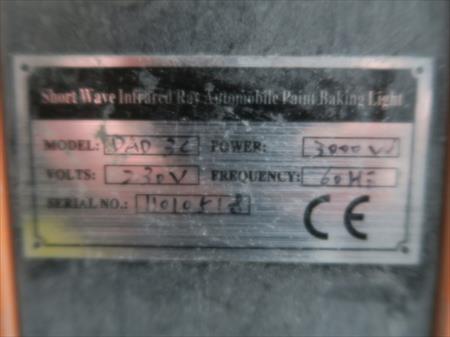 Short Wave Infrared Ray Automobile Paint Baking Light
MODEL: POWER: 3000W
VOLTS: 230V FREQUENCY: 60HZ
SERIAL NO.:
CE